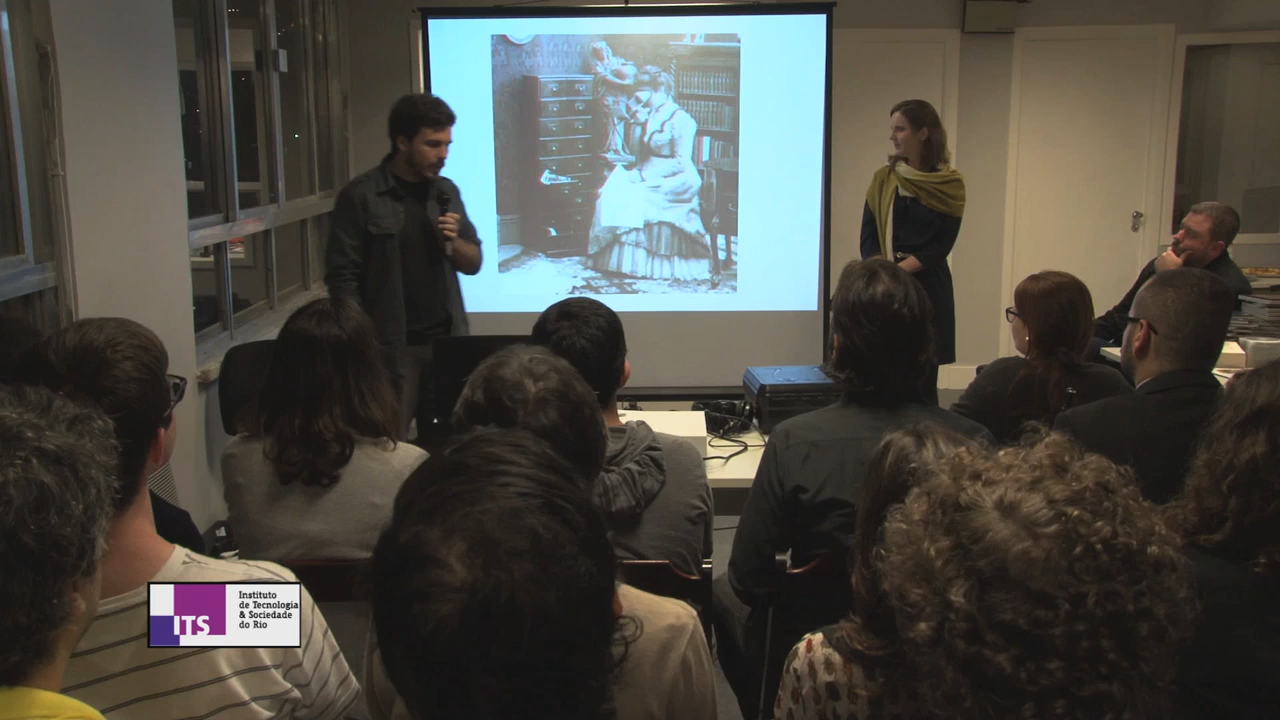 ITS
Instituto
de Tecnologia
& Sociedade
do Rio